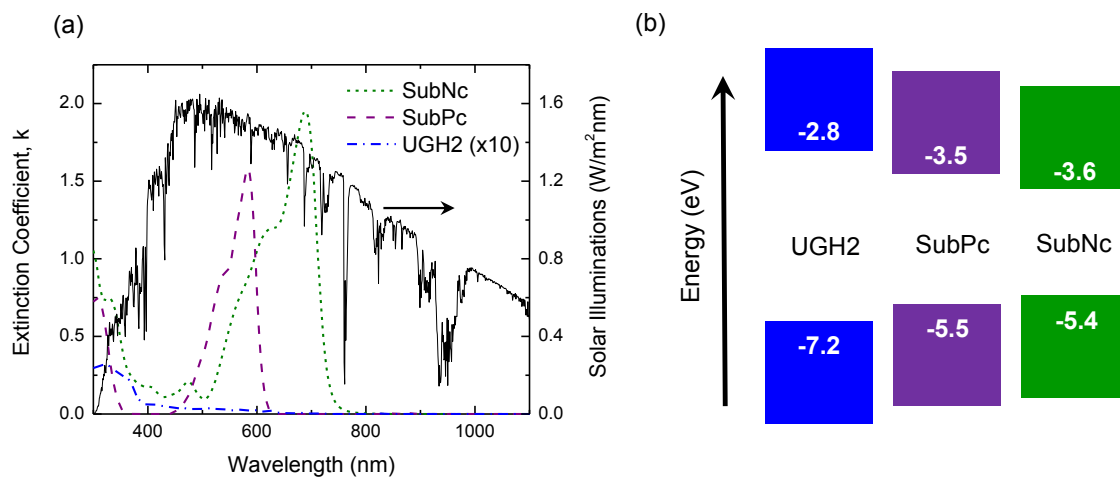 (a)
(b)
Extinction Coefficient, k
2.0
1.5
1.0
0.5
0.0
SubNc
SubPc
UGH2 (x10)
1.6
1.2
0.8
0.4
0.0
Solar Illuminations (W/m²nm)
400
600
800
1000
Wavelength (nm)
Energy (eV)
-2.8
-3.5
-3.6
UGH2
SubPc
SubNc
-7.2
-5.5
-5.4